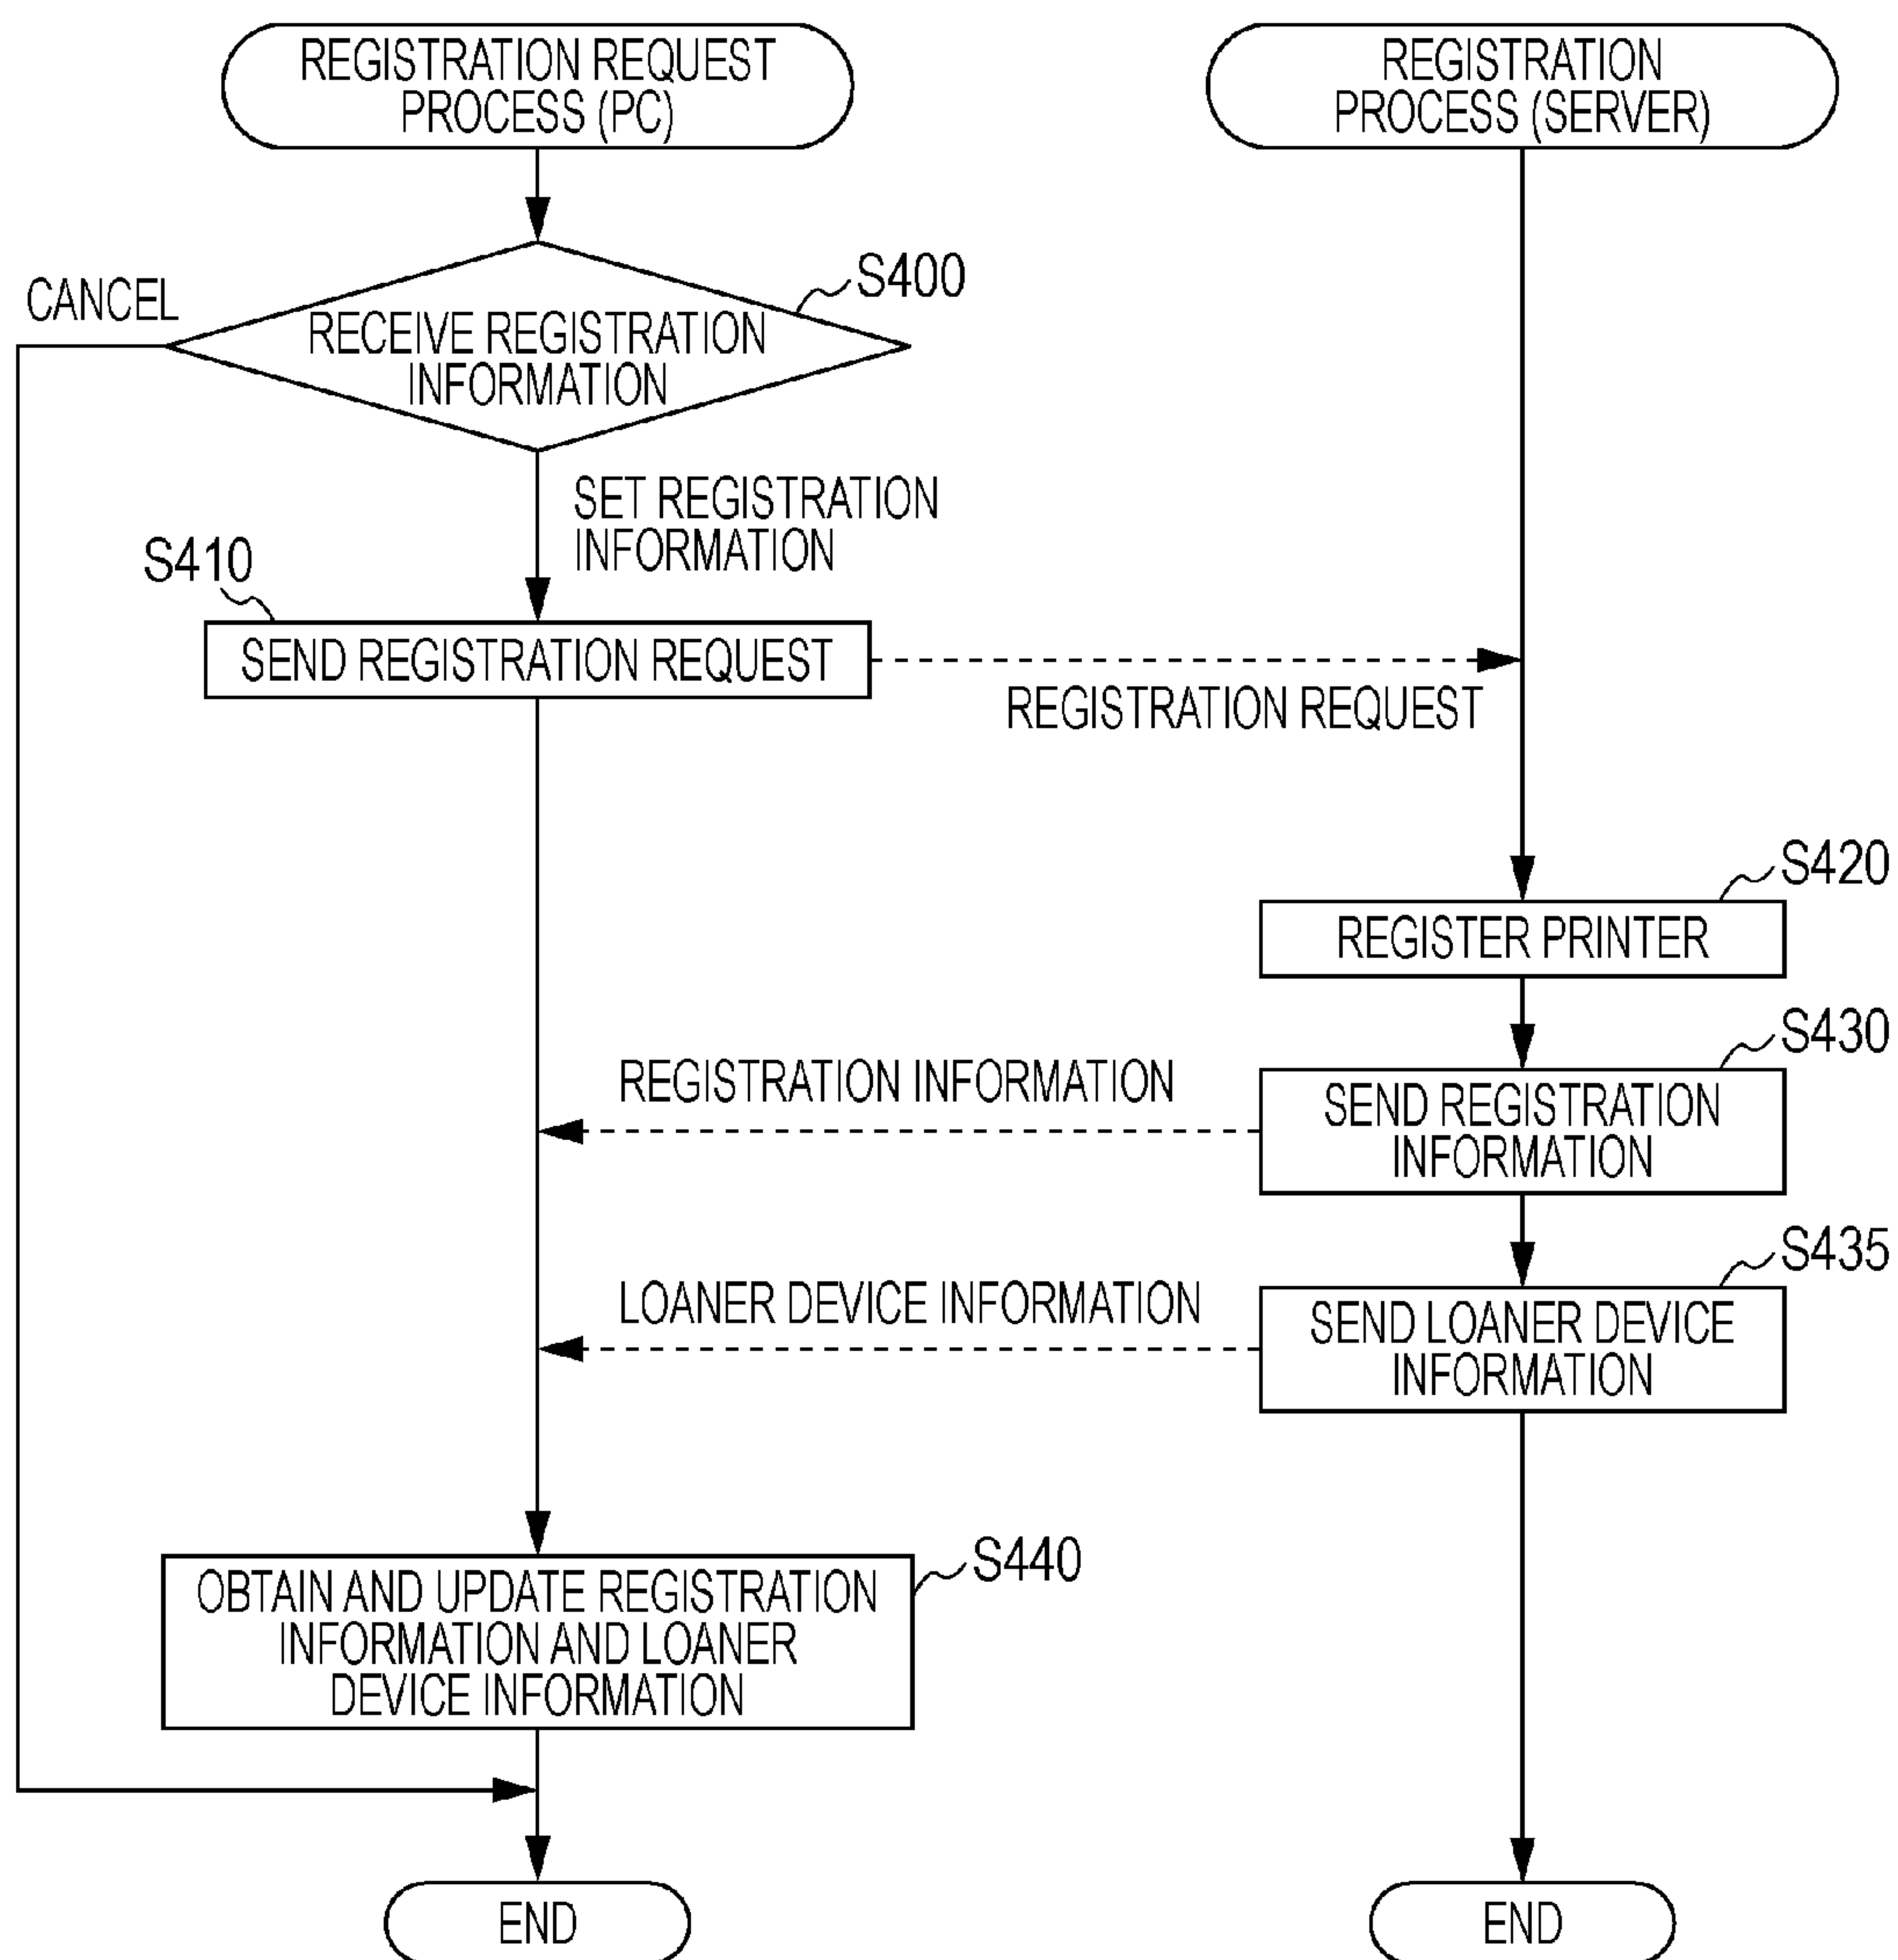 REGISTRATION REQUEST
PROCESS (PC)
REGISTRATION
PROCESS (SERVER)
CANCEL
S400
RECEIVE REGISTRATION
INFORMATION
SET REGISTRATION
INFORMATION
S410
SEND REGISTRATION REQUEST
REGISTRATION REQUEST
S420
REGISTER PRINTER
S430
REGISTRATION INFORMATION
SEND REGISTRATION
INFORMATION
S435
LOANER DEVICE INFORMATION
SEND LOANER DEVICE
INFORMATION
S440
OBTAIN AND UPDATE REGISTRATION
INFORMATION AND LOANER
DEVICE INFORMATION
END
END